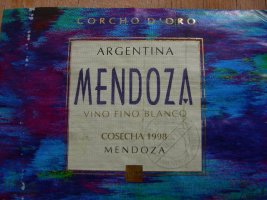 CORCHO D'ORO
ARGENTINA
MENDOZA
VINO FINO BLANCO
COSECHA 1998
MENDOZA